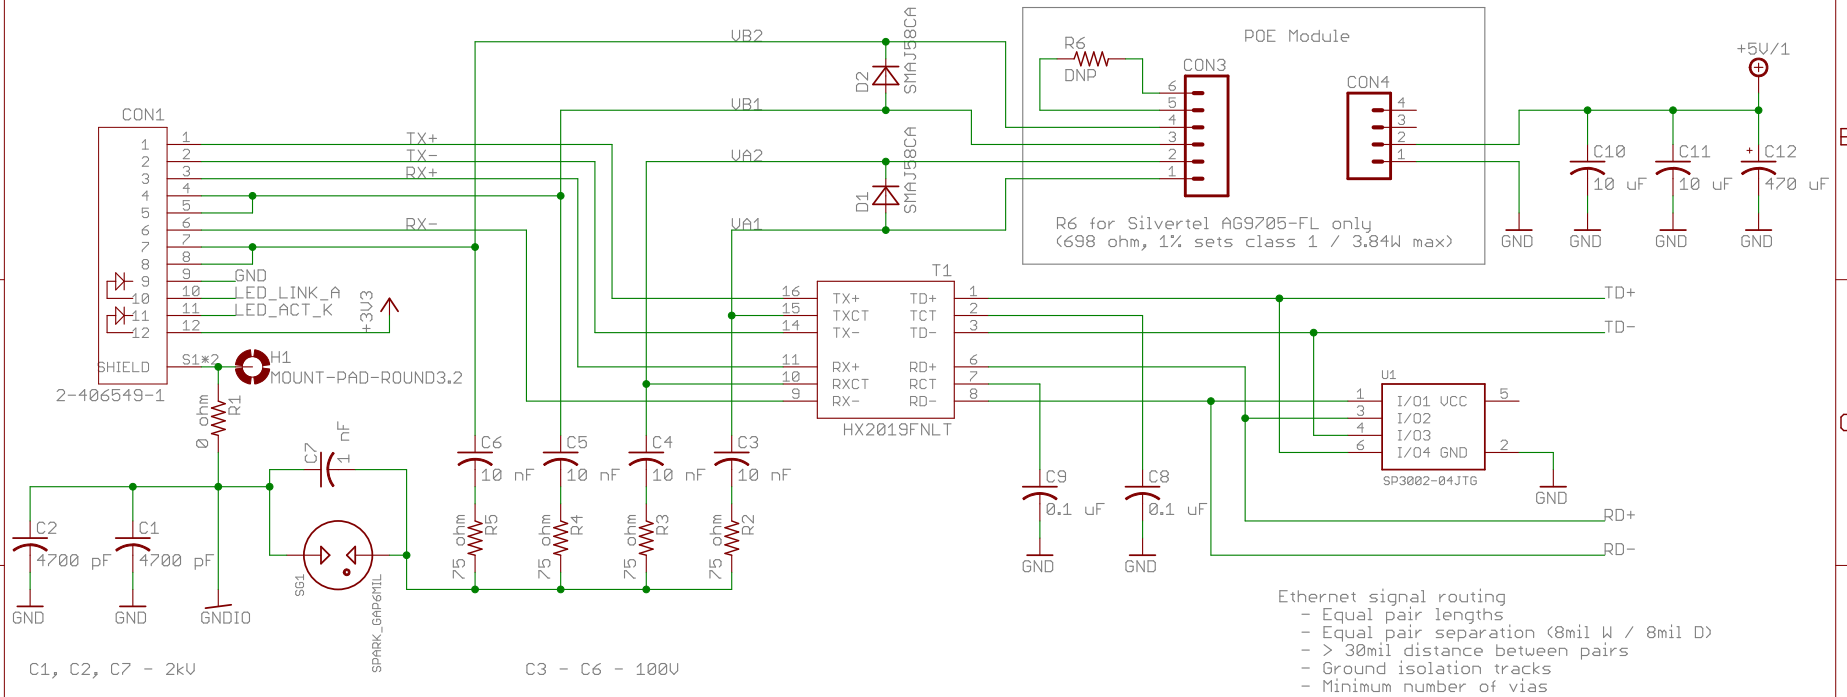 VB2
SMAJ58CA
D2
VB1
VA2
SMAJ58CA
D1
VA1
POE Module
R6
DNP
CON3
6
5
4
3
2
1
CON4
4
3
2
1
R6 for Silvertel AG9705-FL only
(698 ohm, 1% sets class 1 / 3.84W max)
+5V/1
C10
10 uF
C11
10 uF
+
C12
470 uF
GND
GND
GND
GND
CON1
1 1 TX+
2 2 TX-
3 3 RX+
4 4
5 5
6 6 RX-
7 7
8 8
9 9 GND
10 10 LED_LINK_A
11 11 LED_ACT_K
12 12
+3V3
SHIELD S1*2
H1
MOUNT-PAD-ROUND3.2
2-406549-1
0 ohm
R1
T1
16 TX+ TD+ 1
15 TXCT TCT 2
14 TX- TD- 3
11 RX+ RD+ 6
10 RXCT RCT 7
9 RX- RD- 8
HX2019FNLT
TD+
TD-
U1
1 I/O1 VCC 5
3 I/O2
4 I/O3
6 I/O4 GND 2
SP3002-04JTG
GND
RD+
RD-
C7
1 nF
C6
10 nF
C5
10 nF
C4
10 nF
C3
10 nF
C9
0.1 uF
C8
0.1 uF
GND
GND
C2
4700 pF
C1
4700 pF
SG1
SPARK_GAP6MIL
75 ohm
R5
75 ohm
R4
75 ohm
R3
75 ohm
R2
GND
GND
GNDIO
C1, C2, C7 - 2kV
C3 - C6 - 100V
Ethernet signal routing
- Equal pair lengths
- Equal pair separation (8mil W / 8mil D)
- > 30mil distance between pairs
- Ground isolation tracks
- Minimum number of vias